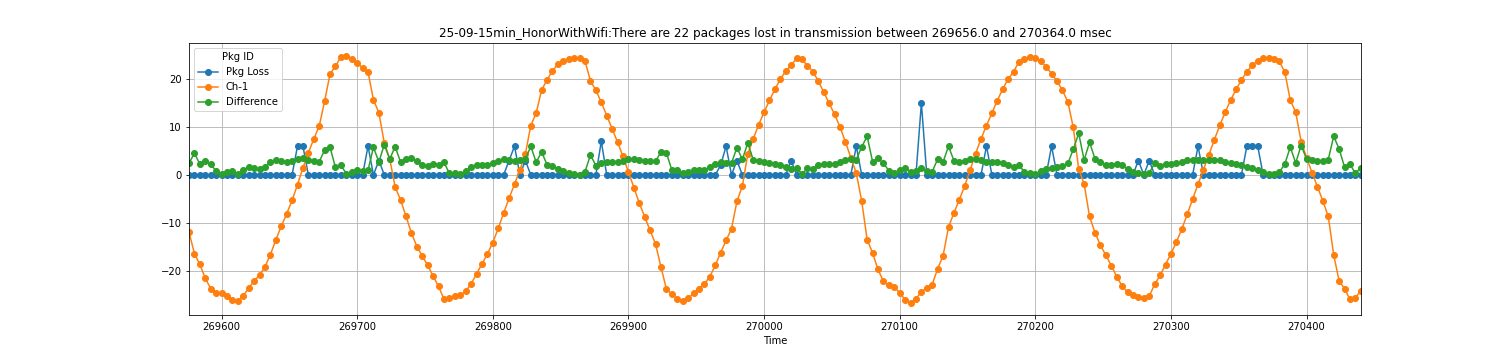 25-09-15min_HonorWithWifi:There are 22 packages lost in transmission between 269656.0 and 270364.0 msec
Pkg ID
Pkg Loss
Ch-1
Difference
20
10
0
−10
−20
269600 269700 269800 269900 270000 270100 270200 270300 270400
Time